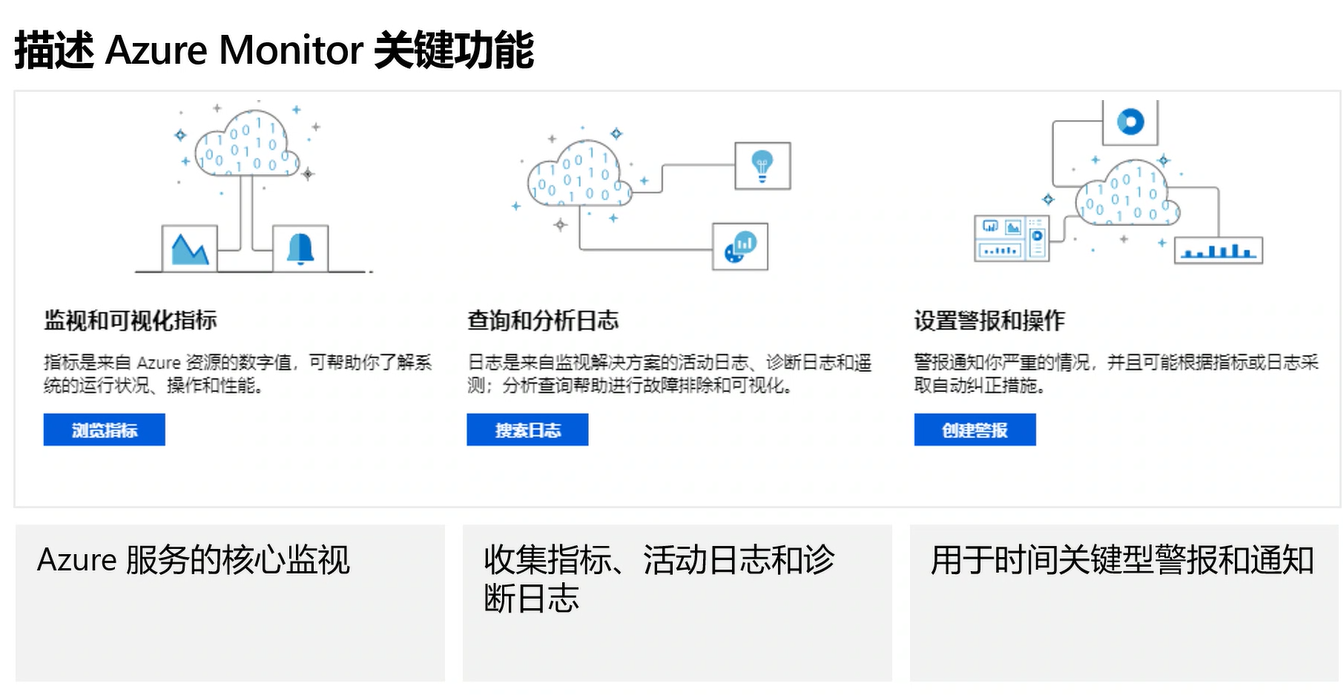 描述 Azure Monitor 关键功能
监视和可视化指标
指标是来自 Azure 资源的数字值，可帮助你了解系
统的运行状况、操作和性能。
浏览指标
查询和分析日志
日志是来自监视解决方案的活动日志、诊断日志和遥
测；分析查询帮助进行故障排除和可视化。
搜索日志
设置警报和操作
警报通知你严重的情况，并且可能根据指标或日志采
取自动纠正措施。
创建警报
Azure 服务的核心监视
收集指标、活动日志和诊
断日志
用于时间关键型警报和通知